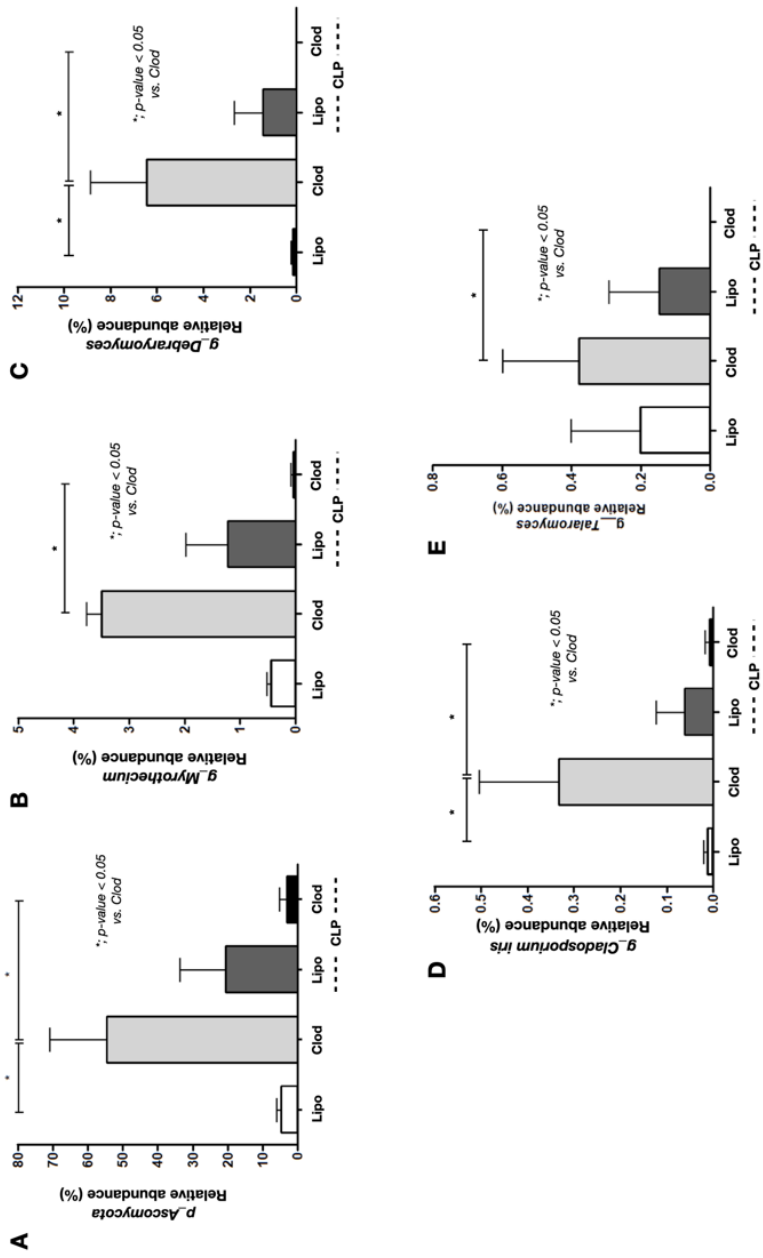 A
p_Ascomycota
Relative abundance (%)
80
70
60
50
40
30
20
10
0
*
*
*; p-value < 0.05
vs. Clod
Lipo
Clod
Lipo
Clod
CLP
B
g_Myrothecium
Relative abundance (%)
5
4
3
2
1
0
*
*; p-value < 0.05
vs. Clod
Lipo
Clod
Lipo
Clod
CLP
C
g_Debraryomyces
Relative abundance (%)
12
10
8
6
4
2
0
*
*
*; p-value < 0.05
vs. Clod
Lipo
Clod
Lipo
Clod
CLP
D
g_Cladosporium iris
Relative abundance (%)
0.6
0.5
0.4
0.3
0.2
0.1
0.0
*
*
*; p-value < 0.05
vs. Clod
Lipo
Clod
Lipo
Clod
CLP
E
g__Talaromyces
Relative abundance (%)
0.8
0.6
0.4
0.2
0.0
*
*; p-value < 0.05
vs. Clod
Lipo
Clod
Lipo
Clod
CLP